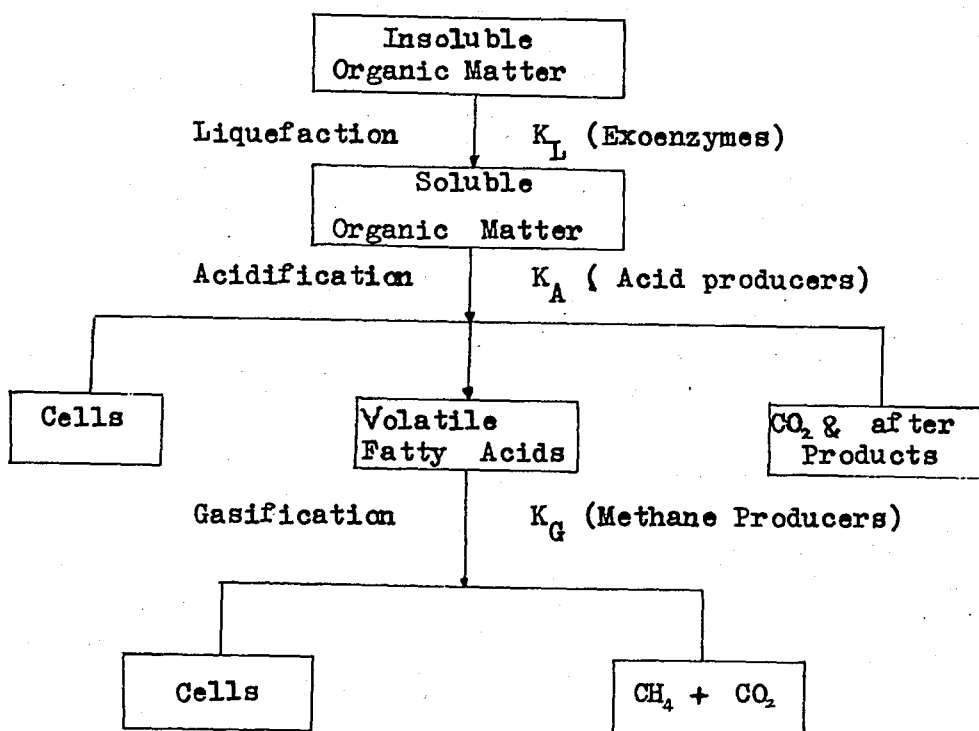 Insoluble
Organic Matter
Liquefaction K_L (Exoenzymes)
Soluble
Organic Matter
Acidification K_A ( Acid producers)
Cells
Volatile
Fatty Acids
CO₂ & after
Products
Gasification K_G (Methane Producers)
Cells
CH₄ + CO₂